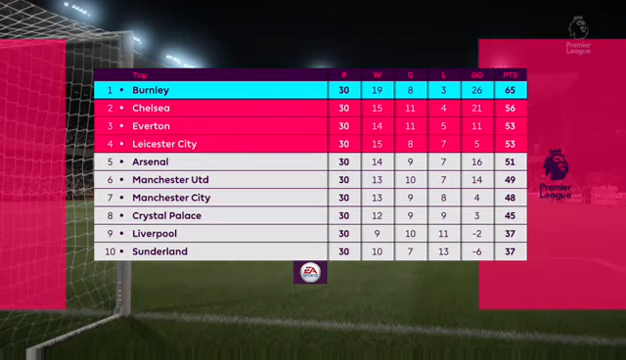 Premier
League
Top P W D L GD PTS
1 • Burnley 30 19 8 3 26 65
2 • Chelsea 30 15 11 4 21 56
3 • Everton 30 14 11 5 11 53
4 • Leicester City 30 15 8 7 5 53
5 • Arsenal 30 14 9 7 16 51
6 • Manchester Utd 30 13 10 7 14 49
7 • Manchester City 30 13 9 8 4 48
8 • Crystal Palace 30 12 9 9 3 45
9 • Liverpool 30 9 10 11 -2 37
10 • Sunderland 30 10 7 13 -6 37
Premier
League
EA
SPORTS